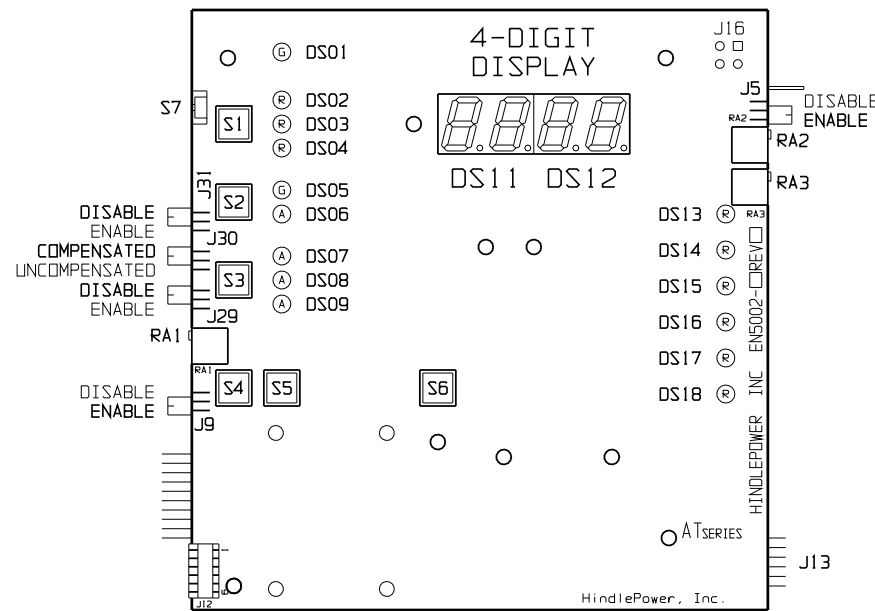 4-DIGIT
DISPLAY
J16
G DS01
R DS02
R DS03
R DS04
S7
S1
J5
DISABLE
ENABLE
RA2
RA2
RA3
RA3
DS11 DS12
J31
S2
G DS05
A DS06
DISABLE
ENABLE
J30
COMPENSATED
UNCOMPENSATED
S3
A DS07
A DS08
A DS09
DISABLE
ENABLE
J29
RA1
RA1
DS13 R
DS14 R
DS15 R
DS16 R
DS17 R
DS18 R
S4
S5
S6
DISABLE
ENABLE
J9
HINDLEPOWER INC EN5002-□REV□
ATSERIES
J13
1
6
J12
HindlePower, Inc.